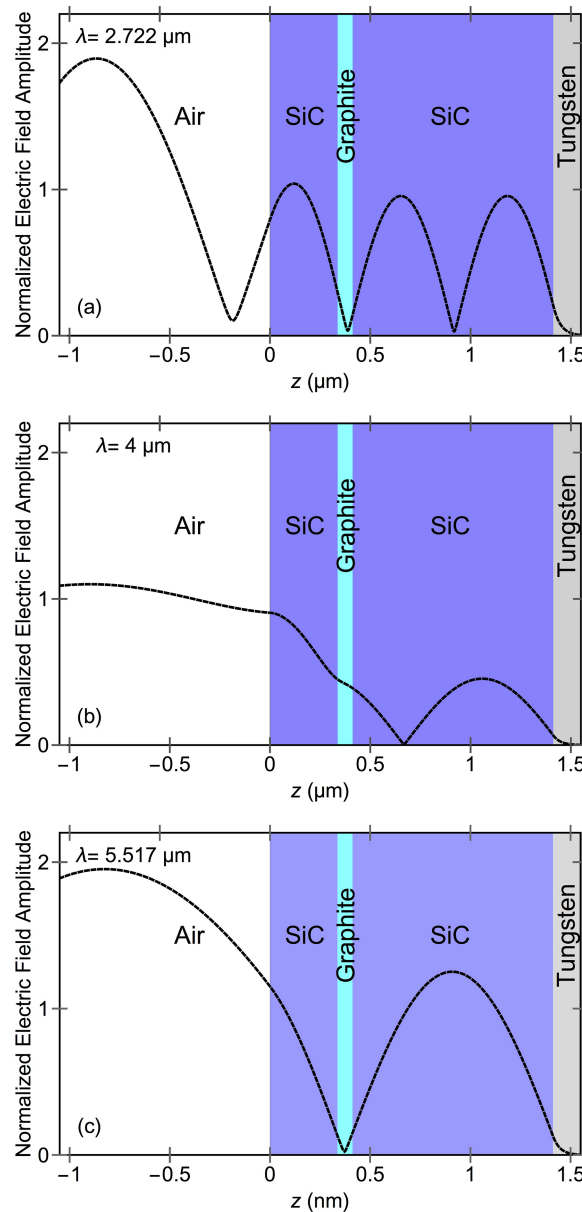 Normalized Electric Field Amplitude
2
1
0
λ= 2.722 μm
Air
SiC
Graphite
SiC
Tungsten
(a)
−1
−0.5
0
0.5
1
1.5
z (μm)
Normalized Electric Field Amplitude
2
1
0
λ= 4 μm
Air
SiC
Graphite
SiC
Tungsten
(b)
−1
−0.5
0
0.5
1
1.5
z (μm)
Normalized Electric Field Amplitude
2
1
0
λ= 5.517 μm
Air
SiC
Graphite
SiC
Tungsten
(c)
−1
−0.5
0
0.5
1
1.5
z (nm)